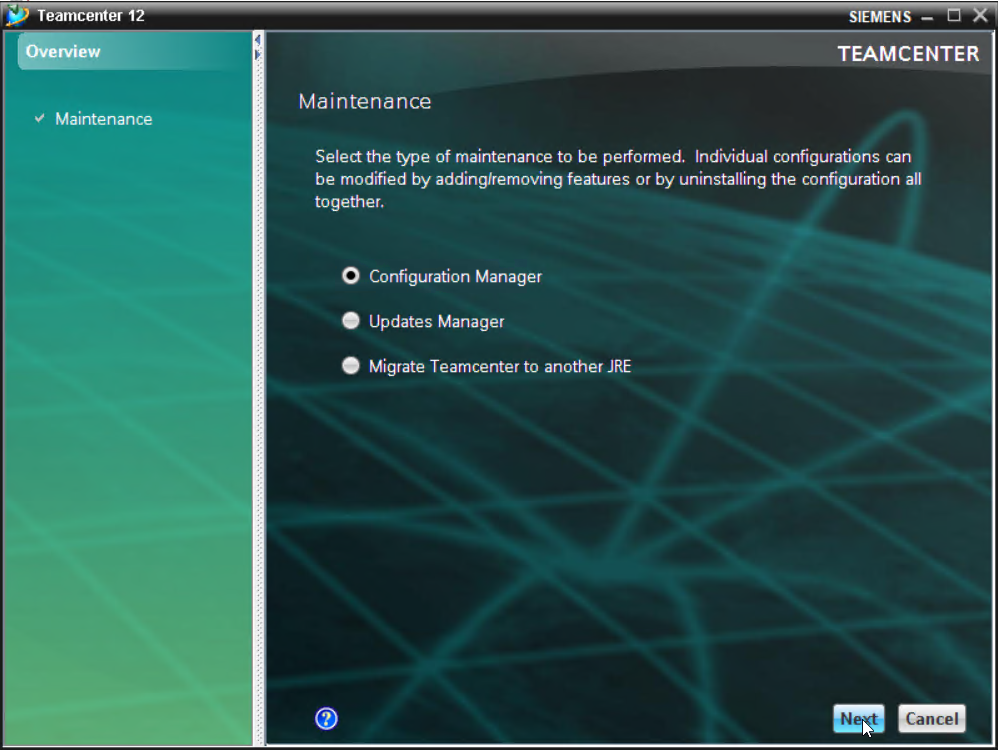 Teamcenter 12
SIEMENS
Overview
TEAMCENTER
Maintenance
Maintenance
Select the type of maintenance to be performed. Individual configurations can
be modified by adding/removing features or by uninstalling the configuration all
together.
Configuration Manager
Updates Manager
Migrate Teamcenter to another JRE
?
Next
Cancel